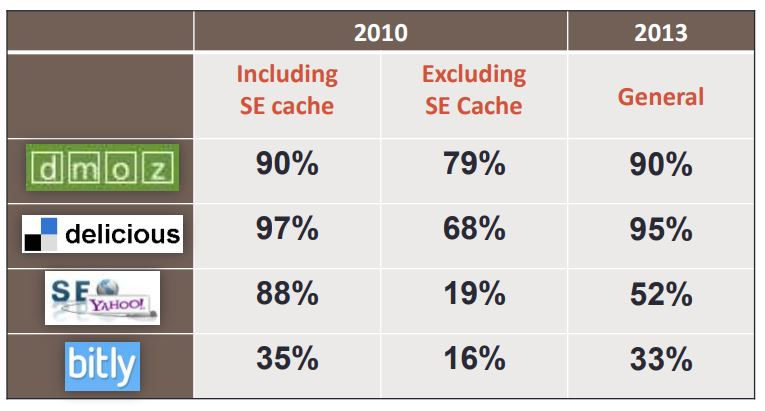 2010 2013
Including Excluding General
SE cache SE Cache
dmoz 90% 79% 90%
delicious 97% 68% 95%
SE YAHOO! 88% 19% 52%
bitly 35% 16% 33%